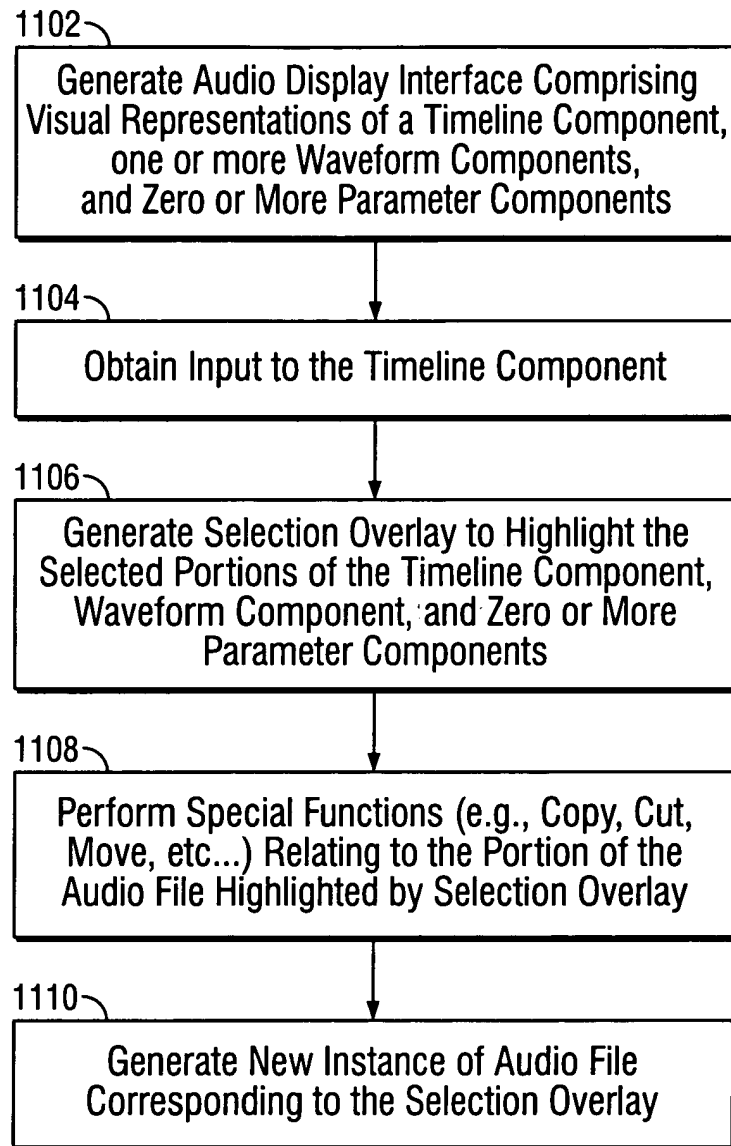 1102
Generate Audio Display Interface Comprising
Visual Representations of a Timeline Component,
one or more Waveform Components,
and Zero or More Parameter Components
1104
Obtain Input to the Timeline Component
1106
Generate Selection Overlay to Highlight the
Selected Portions of the Timeline Component,
Waveform Component, and Zero or More
Parameter Components
1108
Perform Special Functions (e.g., Copy, Cut,
Move, etc...) Relating to the Portion of the
Audio File Highlighted by Selection Overlay
1110
Generate New Instance of Audio File
Corresponding to the Selection Overlay